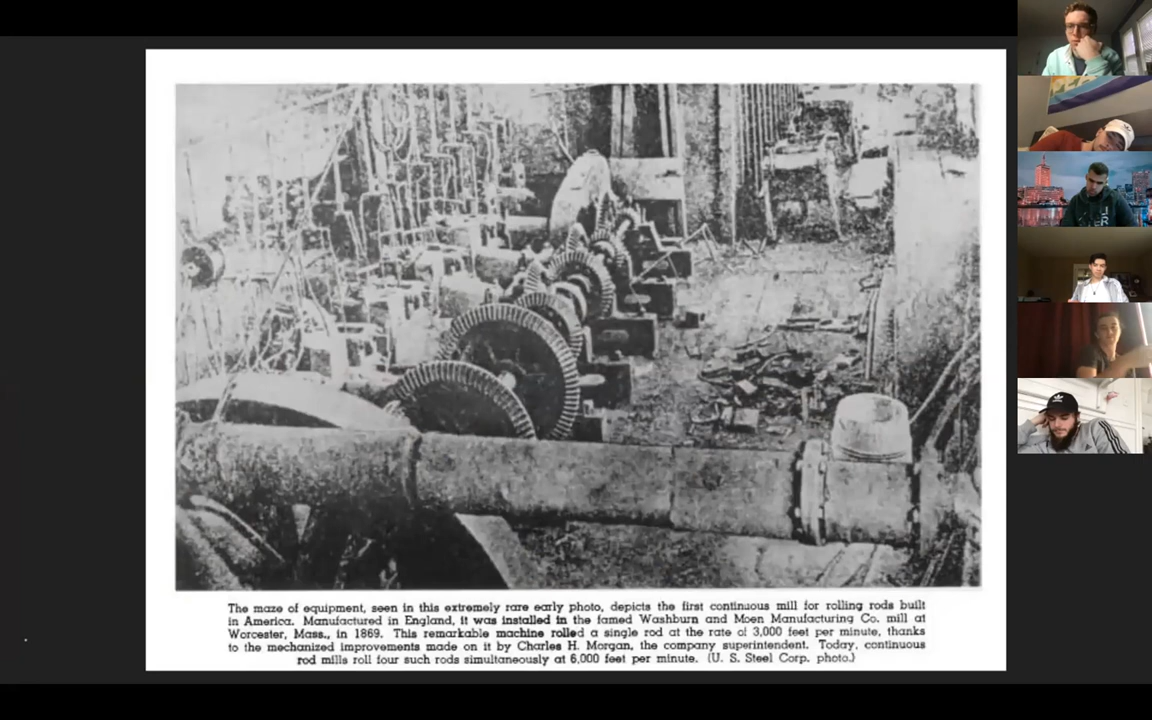 The maze of equipment, seen in this extremely rare early photo, depicts the first continuous mill for rolling rods built
in America. Manufactured in England, it was installed in the famed Washburn and Moen Manufacturing Co. mill at
Worcester, Mass., in 1869. This remarkable machine rolled a single rod at the rate of 3,000 feet per minute, thanks
to the mechanized improvements made on it by Charles H. Morgan, the company superintendent. Today, continuous
rod mills roll four such rods simultaneously at 6,000 feet per minute. (U. S. Steel Corp. photo.)